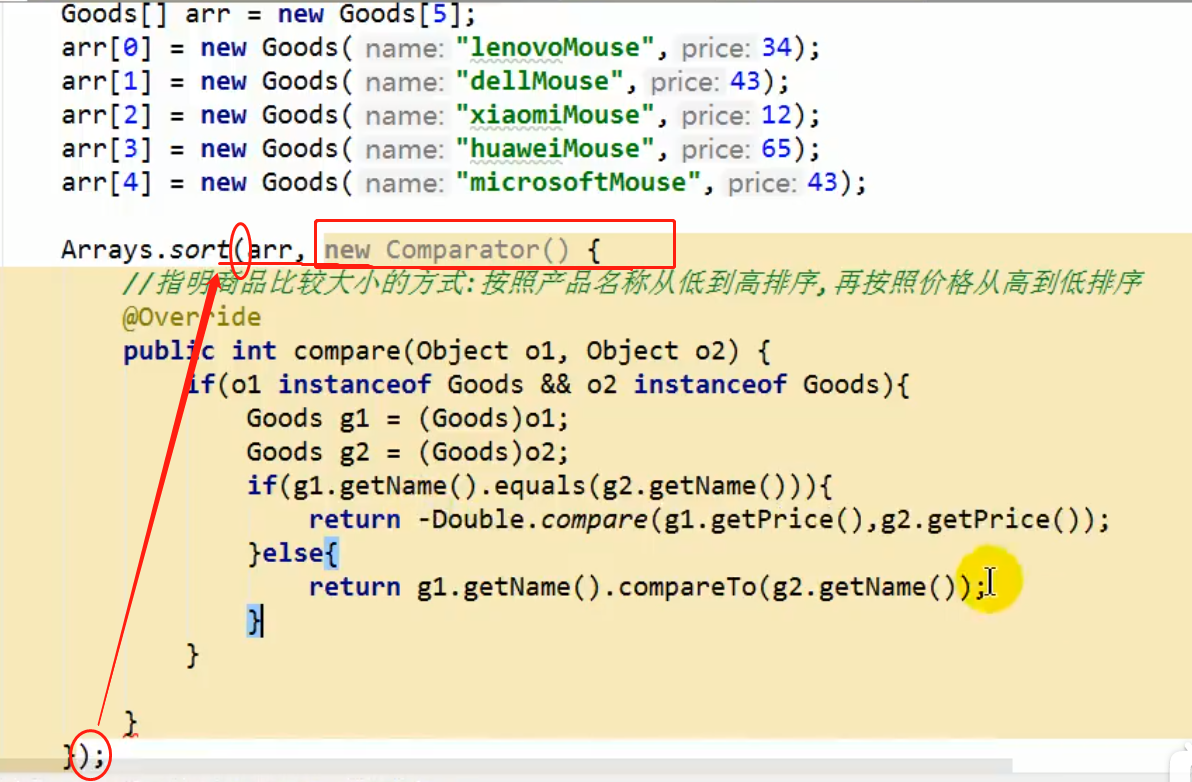 Goods[] arr = new Goods[5];
arr[0] = new Goods( name: "lenovoMouse", price: 34);
arr[1] = new Goods( name: "dellMouse", price: 43);
arr[2] = new Goods( name: "xiaomiMouse", price: 12);
arr[3] = new Goods( name: "huaweiMouse", price: 65);
arr[4] = new Goods( name: "microsoftMouse", price: 43);
Arrays.sort(arr, new Comparator() {
//指明商品比较大小的方式:按照产品名称从低到高排序,再按照价格从高到低排序
@Override
public int compare(Object o1, Object o2) {
if(o1 instanceof Goods && o2 instanceof Goods){
Goods g1 = (Goods)o1;
Goods g2 = (Goods)o2;
if(g1.getName().equals(g2.getName())){
return -Double.compare(g1.getPrice(),g2.getPrice());
}else{
return g1.getName().compareTo(g2.getName());
}
}
}
});